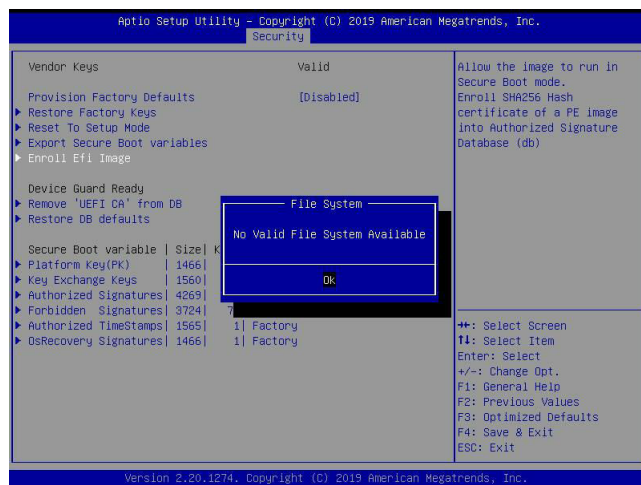 Aptio Setup Utility – Copyright (C) 2019 American Megatrends, Inc.
Security
Vendor Keys Valid
Provision Factory Defaults [Disabled]
Restore Factory Keys
Reset To Setup Mode
Export Secure Boot variables
Enroll Efi Image
Device Guard Ready
Remove 'UEFI CA' from DB
Restore DB defaults
Secure Boot variable | Size| K
Platform Key(PK) | 1466|
Key Exchange Keys | 1560|
Authorized Signatures| 4269|
Forbidden Signatures| 3724| 7
Authorized TimeStamps| 1565| 1| Factory
OsRecovery Signatures| 1466| 1| Factory
File System
No Valid File System Available
Ok
Allow the image to run in
Secure Boot mode.
Enroll SHA256 Hash
certificate of a PE image
into Authorized Signature
Database (db)
→←: Select Screen
↑↓: Select Item
Enter: Select
+/-: Change Opt.
F1: General Help
F2: Previous Values
F3: Optimized Defaults
F4: Save & Exit
ESC: Exit
Version 2.20.1274. Copyright (C) 2019 American Megatrends, Inc.